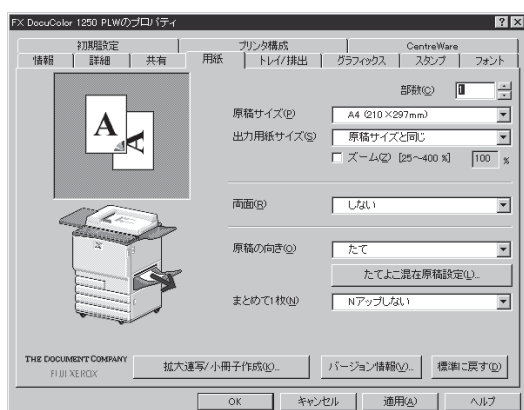 FX DocuColor 1250 PLWのプロパティ
初期設定 プリンタ構成 CentreWare
情報 詳細 共有 用紙 トレイ/排出 グラフィックス スタンプ フォント
部数(C) 1
原稿サイズ(P) A4 (210×297mm)
出力用紙サイズ(S) 原稿サイズと同じ
ズーム(Z) [25～400 %] 100 %
A A
両面(R) しない
原稿の向き(O) たて
たてよこ混在原稿設定(L)...
まとめて1枚(N) Nアップしない
THE DOCUMENT COMPANY
FUJI XEROX
拡大連写/小冊子作成(K)... バージョン情報(V)... 標準に戻す(D)
OK キャンセル 適用(A) ヘルプ